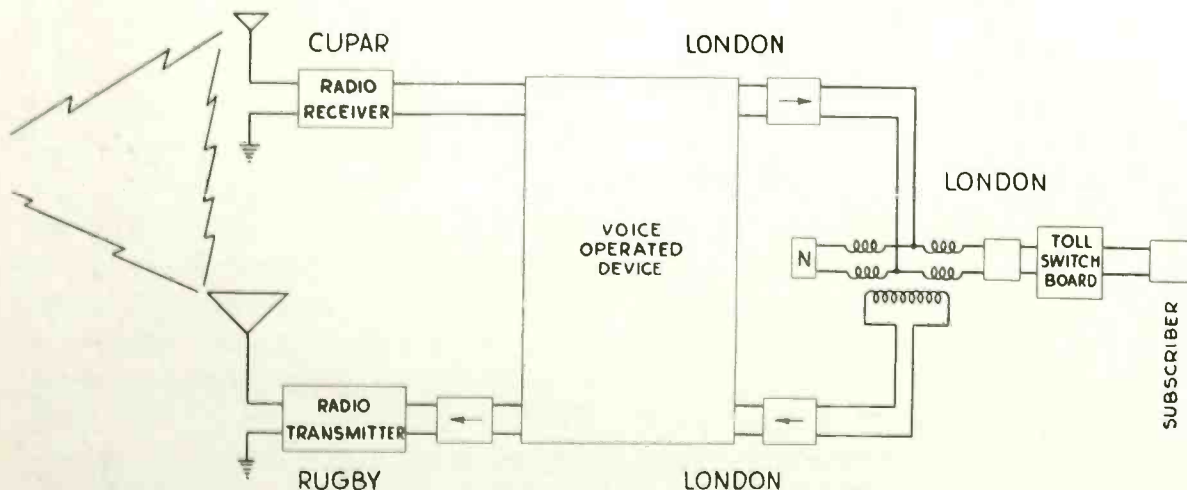 CUPAR
LONDON
RADIO
RECEIVER
LONDON
VOICE
OPERATED
DEVICE
N
TOLL
SWITCH
BOARD
SUBSCRIBER
RADIO
TRANSMITTER
RUGBY
LONDON